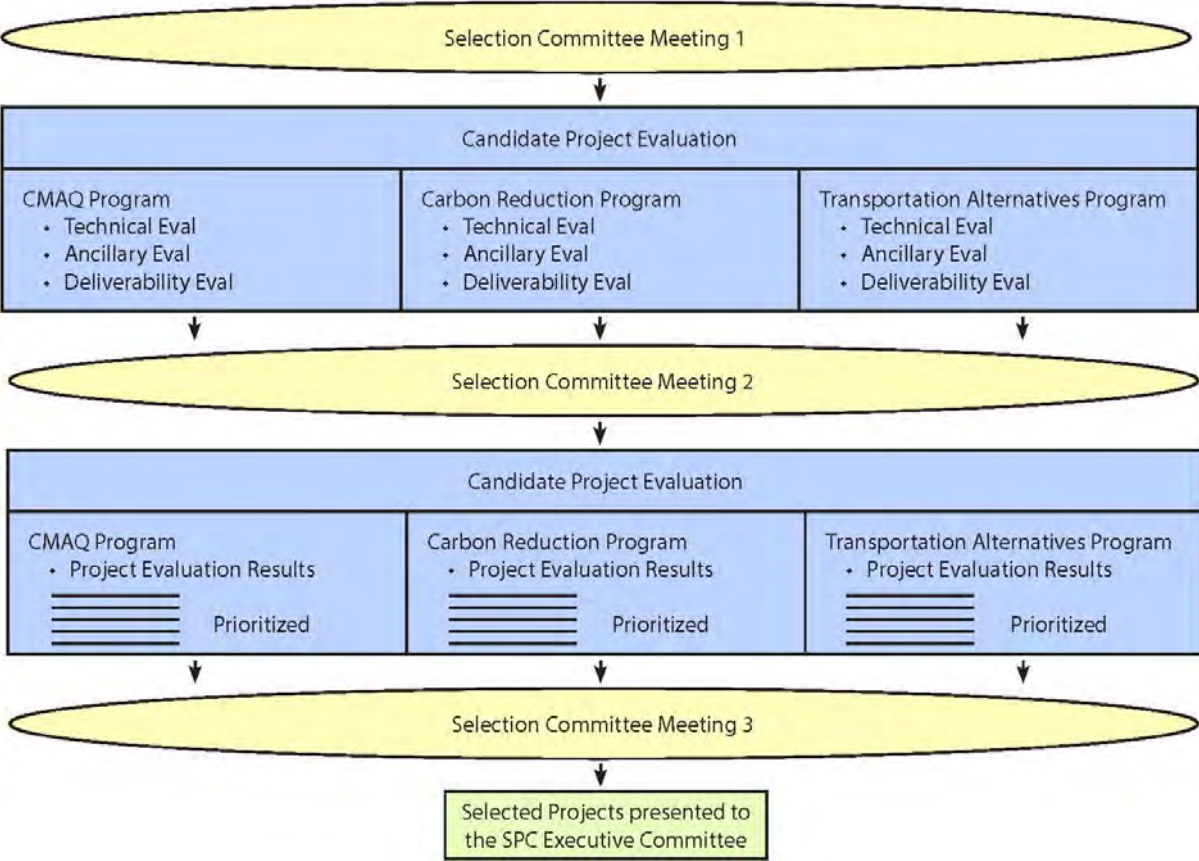 Selection Committee Meeting 1
Candidate Project Evaluation
CMAQ Program
• Technical Eval
• Ancillary Eval
• Deliverability Eval
Carbon Reduction Program
• Technical Eval
• Ancillary Eval
• Deliverability Eval
Transportation Alternatives Program
• Technical Eval
• Ancillary Eval
• Deliverability Eval
Selection Committee Meeting 2
Candidate Project Evaluation
CMAQ Program
• Project Evaluation Results
Prioritized
Carbon Reduction Program
• Project Evaluation Results
Prioritized
Transportation Alternatives Program
• Project Evaluation Results
Prioritized
Selection Committee Meeting 3
Selected Projects presented to
the SPC Executive Committee